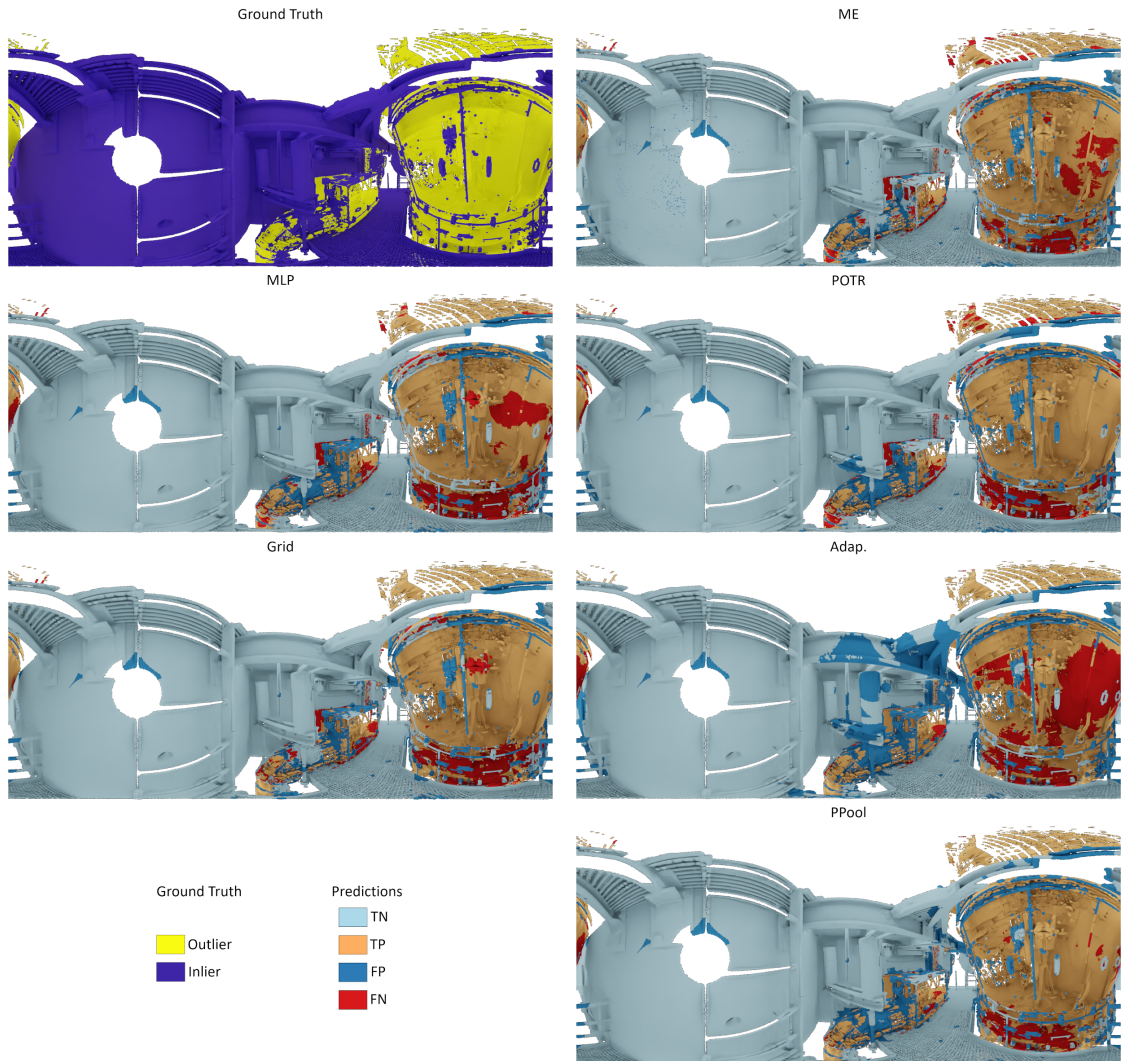 Ground Truth
ME
MLP
POTR
Grid
Adap.
PPool
Ground Truth
Outlier
Inlier
Predictions
TN
TP
FP
FN